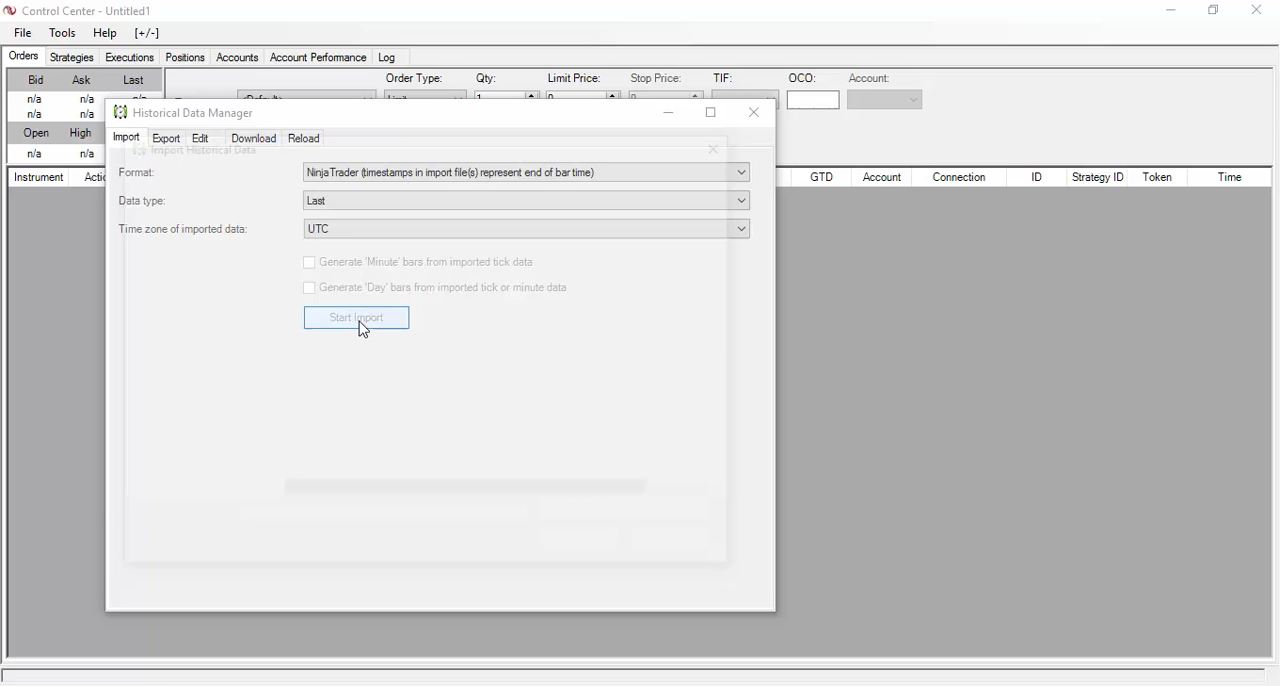 Control Center - Untitled1
File Tools Help [+/-]
Orders Strategies Executions Positions Accounts Account Performance Log
Bid Ask Last Order Type: Qty: Limit Price: Stop Price: TIF: OCO: Account:
n/a n/a
n/a n/a
Open High
n/a n/a
Historical Data Manager
Import Export Edit Download Reload
Import Historical Data
Format: NinjaTrader (timestamps in import file(s) represent end of bar time)
Data type: Last
Time zone of imported data: UTC
Generate 'Minute' bars from imported tick data
Generate 'Day' bars from imported tick or minute data
Start Import
Instrument GTD Account Connection ID Strategy ID Token Time